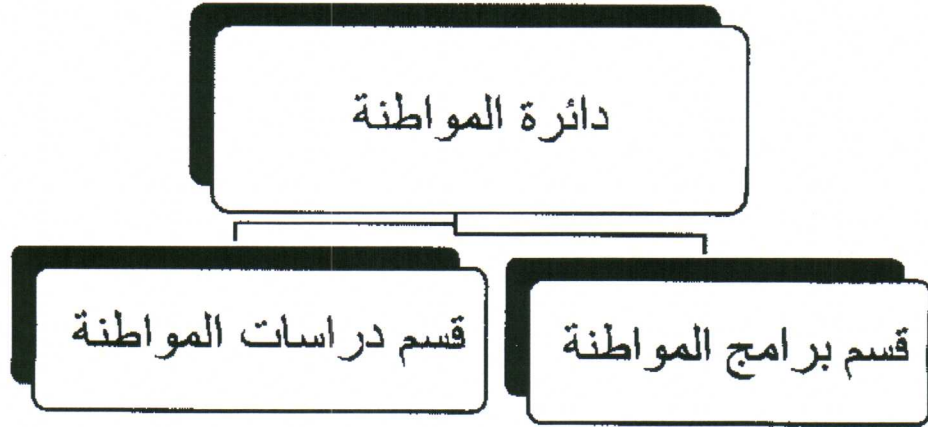 دائرة المواطنة
قسم برامج المواطنة
قسم دراسات المواطنة